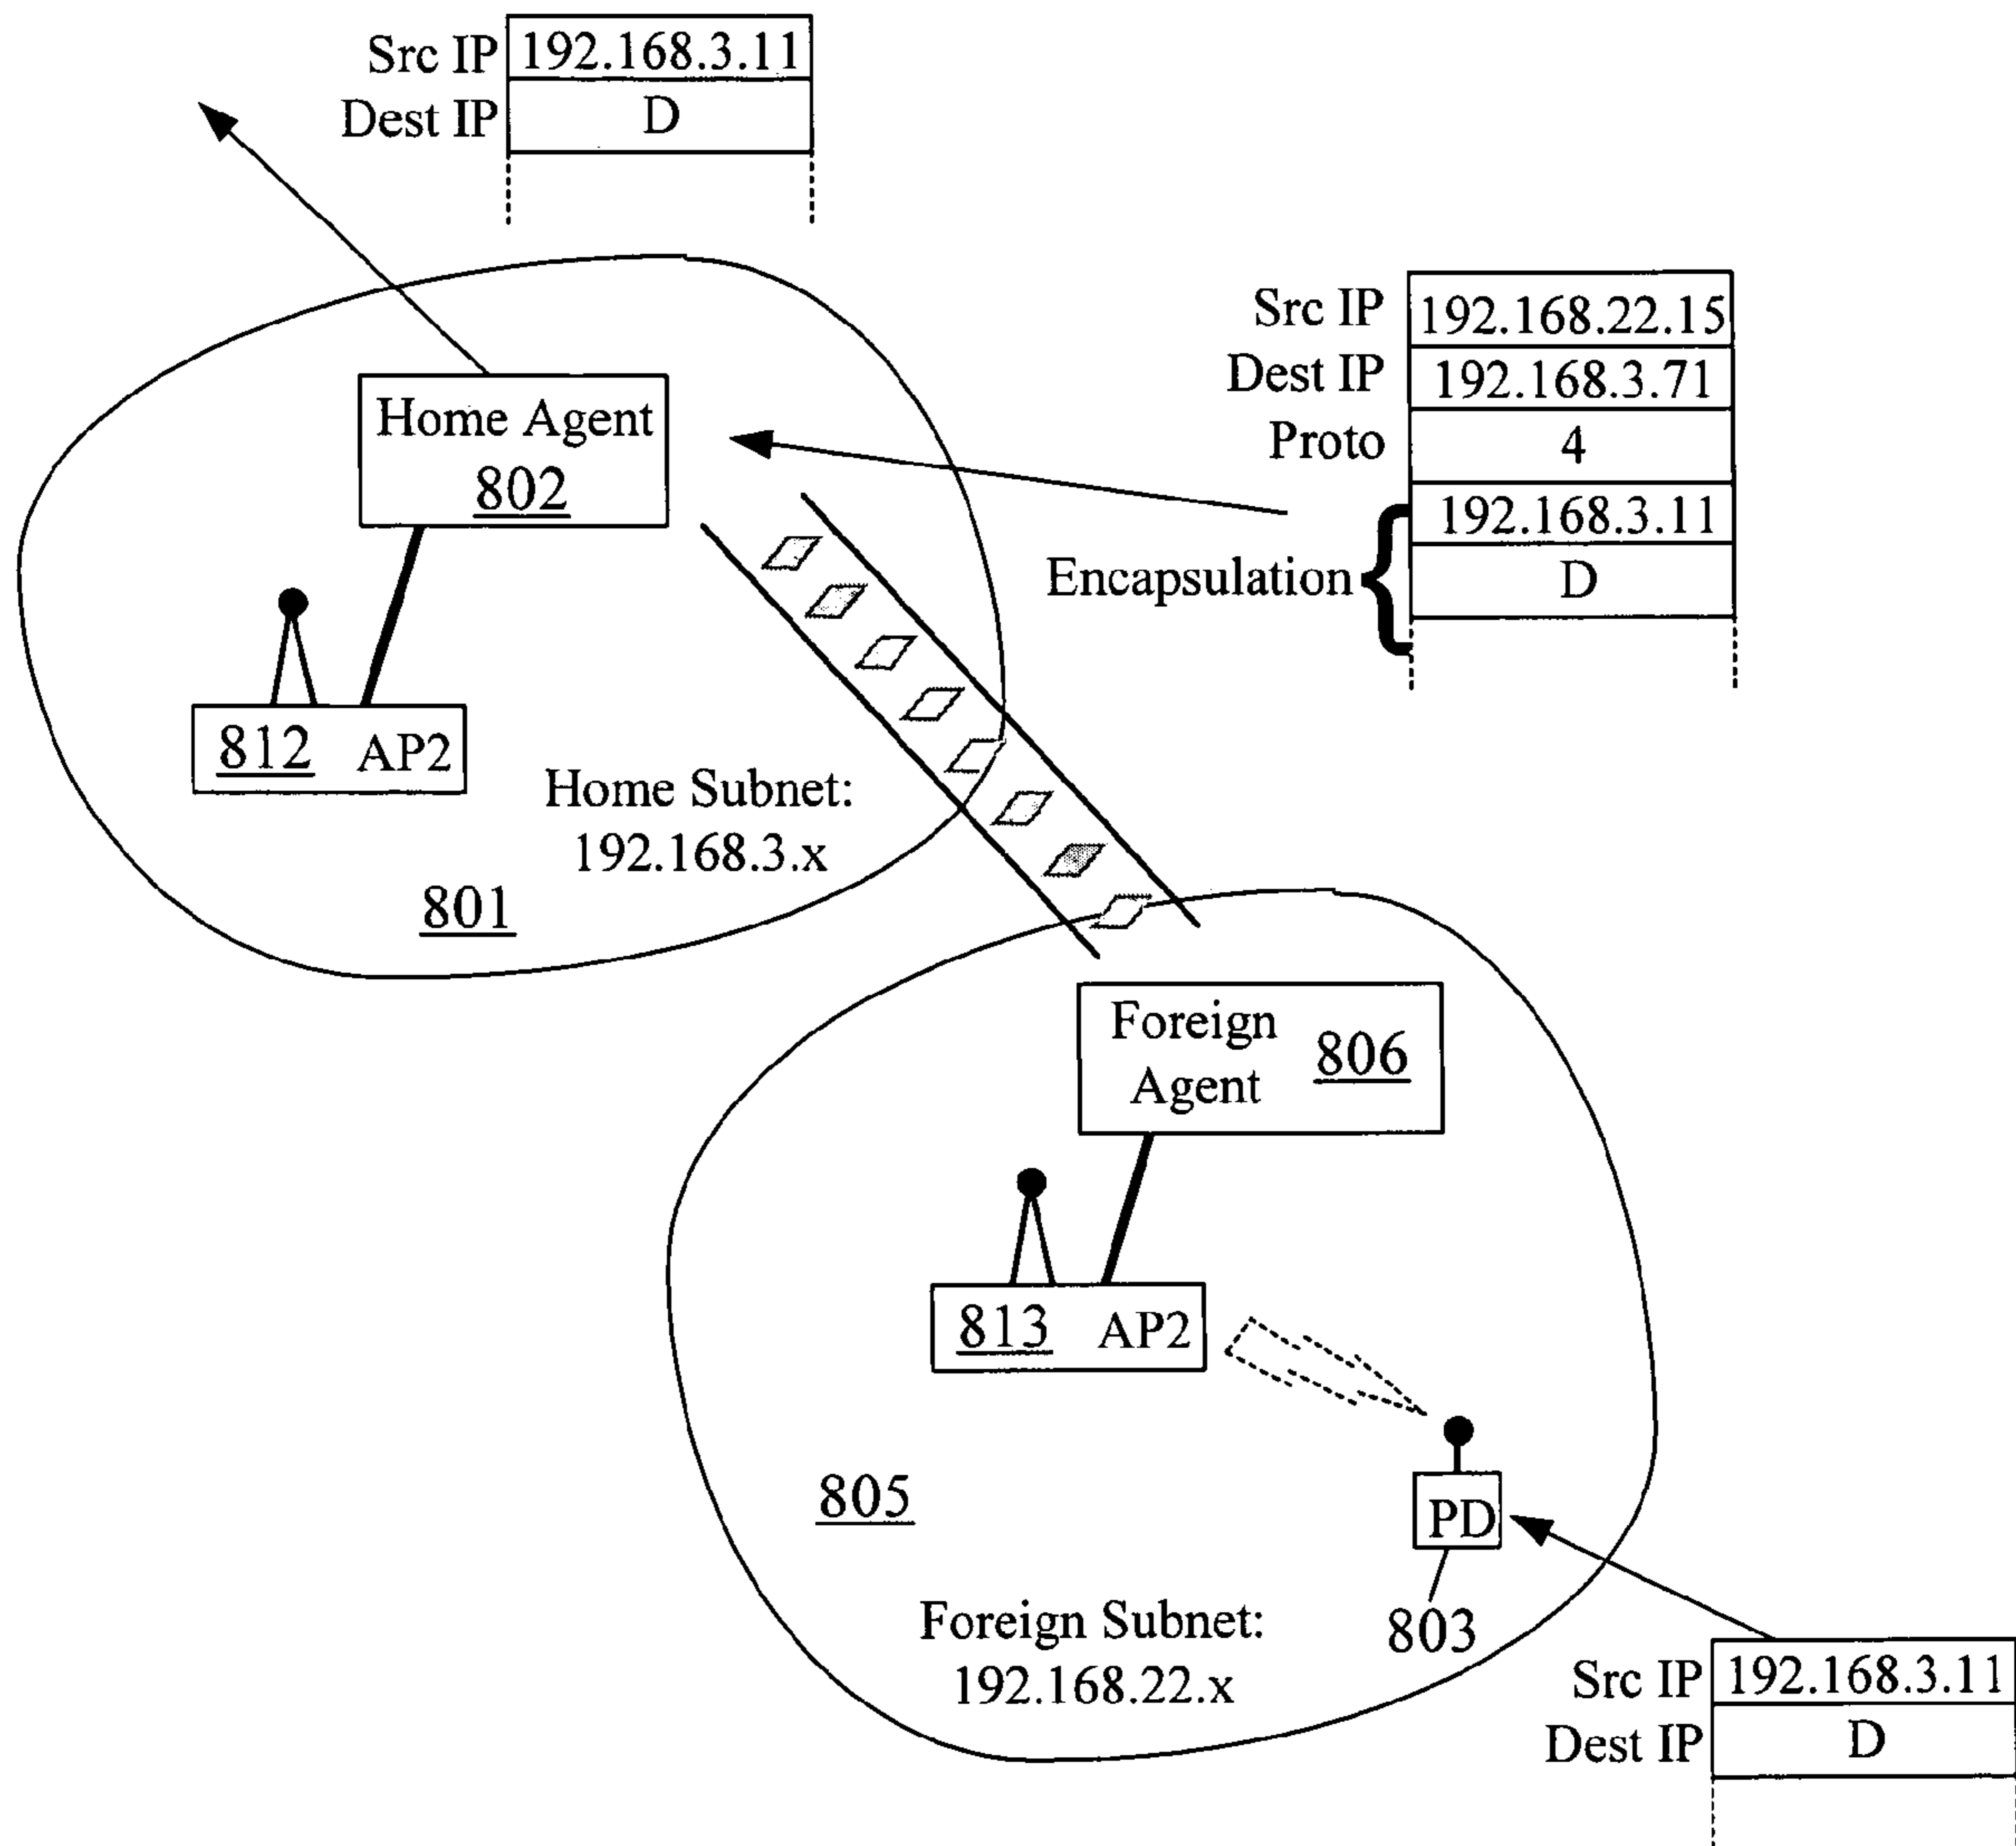 Src IP 192.168.3.11
Dest IP D
Src IP 192.168.22.15
Dest IP 192.168.3.71
Proto 4
192.168.3.11
Encapsulation D
Home Agent
802
812 AP2
Home Subnet:
192.168.3.x
801
Foreign
Agent
806
813 AP2
805
PD
803
Foreign Subnet:
192.168.22.x
Src IP 192.168.3.11
Dest IP D